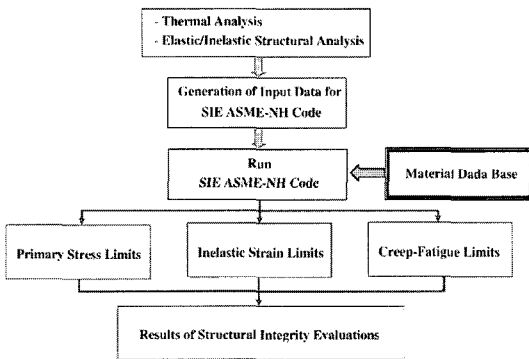 - Thermal Analysis
- Elastic/Inelastic Structural Analysis
Generation of Input Data for
SIE ASME-NH Code
Run
SIE ASME-NH Code
Material Dada Base
Primary Stress Limits
Inelastic Strain Limits
Creep-Fatigue Limits
Results of Structural Integrity Evaluations